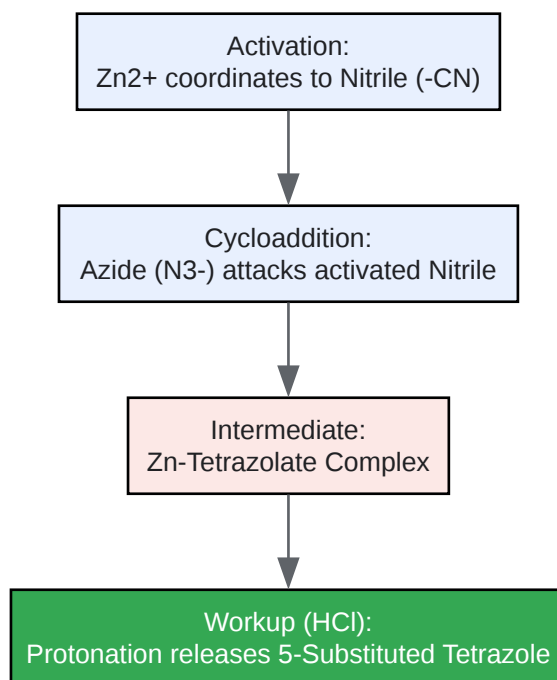 Activation:
Zn2+ coordinates to Nitrile (-CN)
Cycloaddition:
Azide (N3-) attacks activated Nitrile
Intermediate:
Zn-Tetrazolate Complex
Workup (HCl):
Protonation releases 5-Substituted Tetrazole